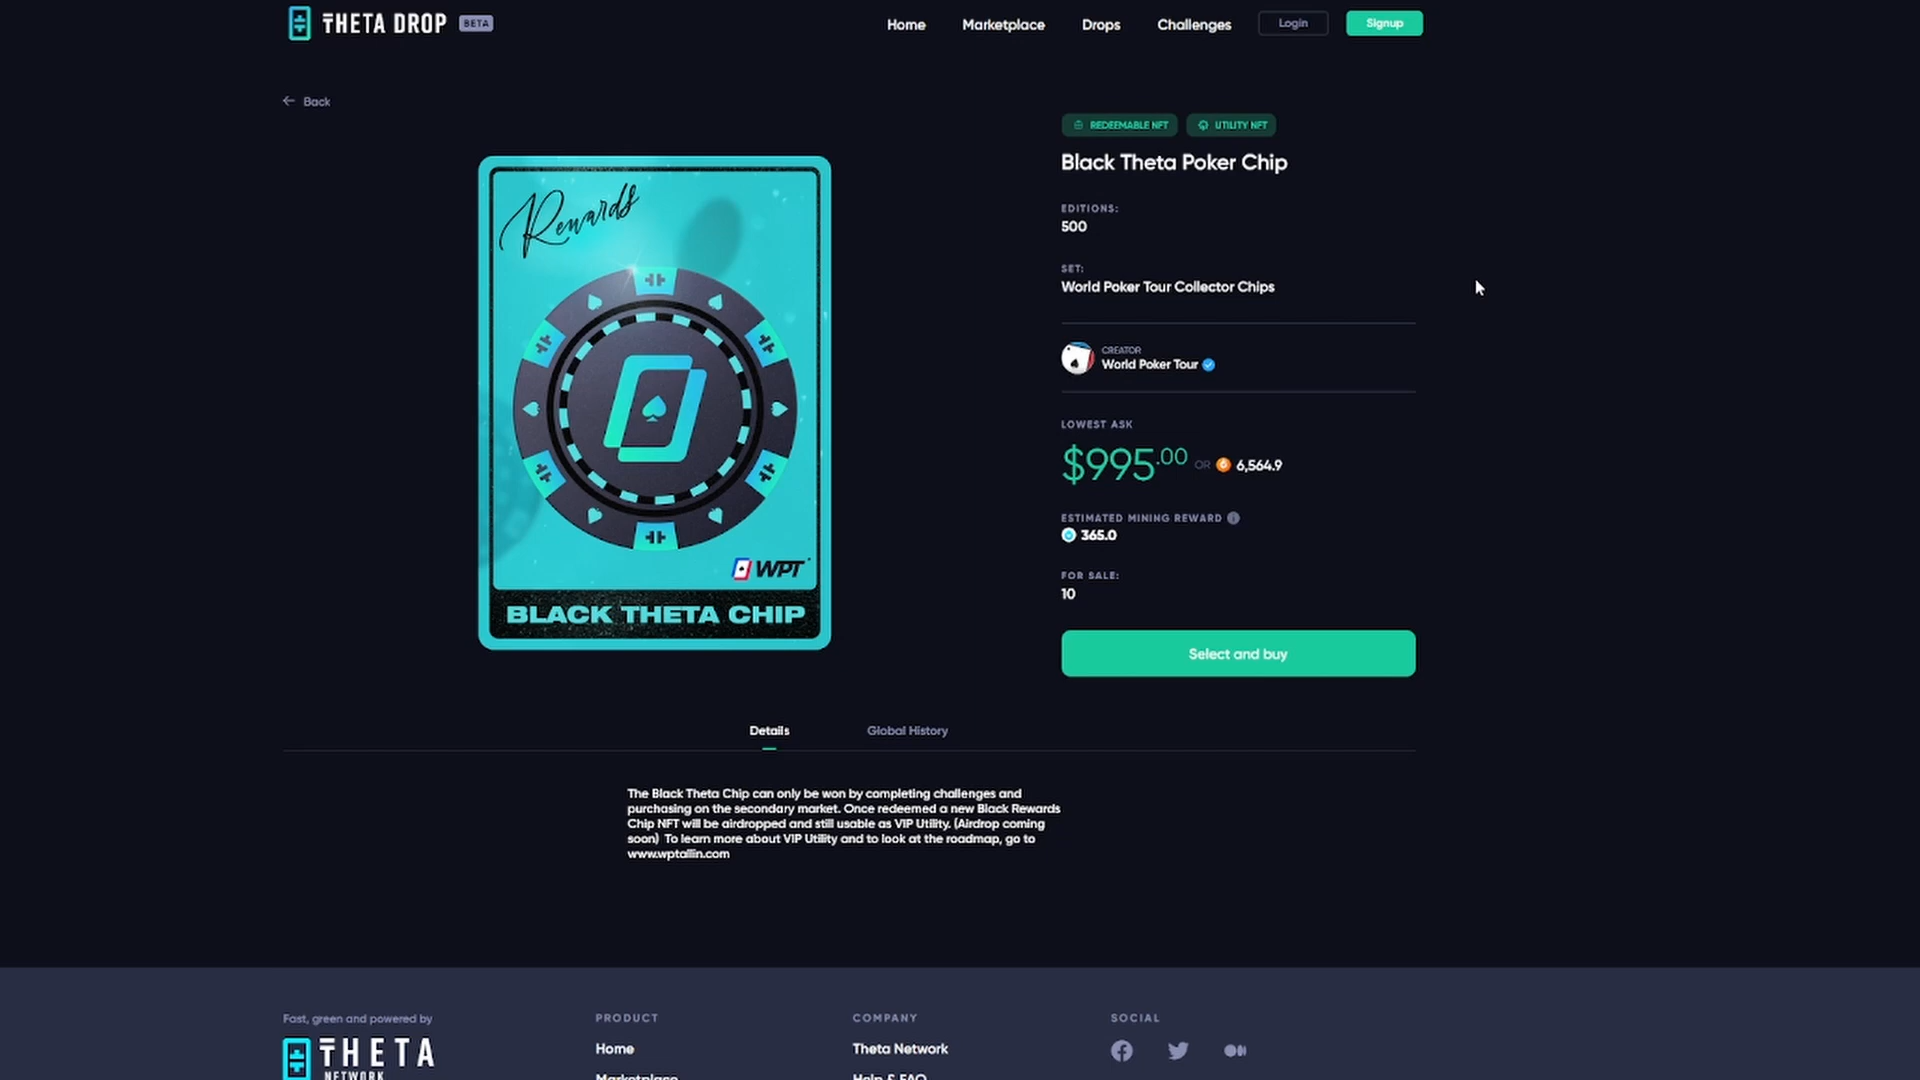 THETA DROP BETA
Home Marketplace Drops Challenges Login Signup
Back
REDEEMABLE NFT UTILITY NFT
Black Theta Poker Chip
EDITIONS:
500
SET:
World Poker Tour Collector Chips
CREATOR
World Poker Tour
LOWEST ASK
$995.00 OR 6,564.9
ESTIMATED MINING REWARD
365.0
FOR SALE:
10
Select and buy
Rewards
WPT
BLACK THETA CHIP
Details Global History
The Black Theta Chip can only be won by completing challenges and
purchasing on the secondary market. Once redeemed a new Black Rewards
Chip NFT will be airdropped and still usable as VIP Utility. (Airdrop coming
soon) To learn more about VIP Utility and to look at the roadmap, go to
www.wptallin.com
Fast, green and powered by
THETA
NETWORK
PRODUCT
Home
Marketplace
COMPANY
Theta Network
Help & FAQ
SOCIAL